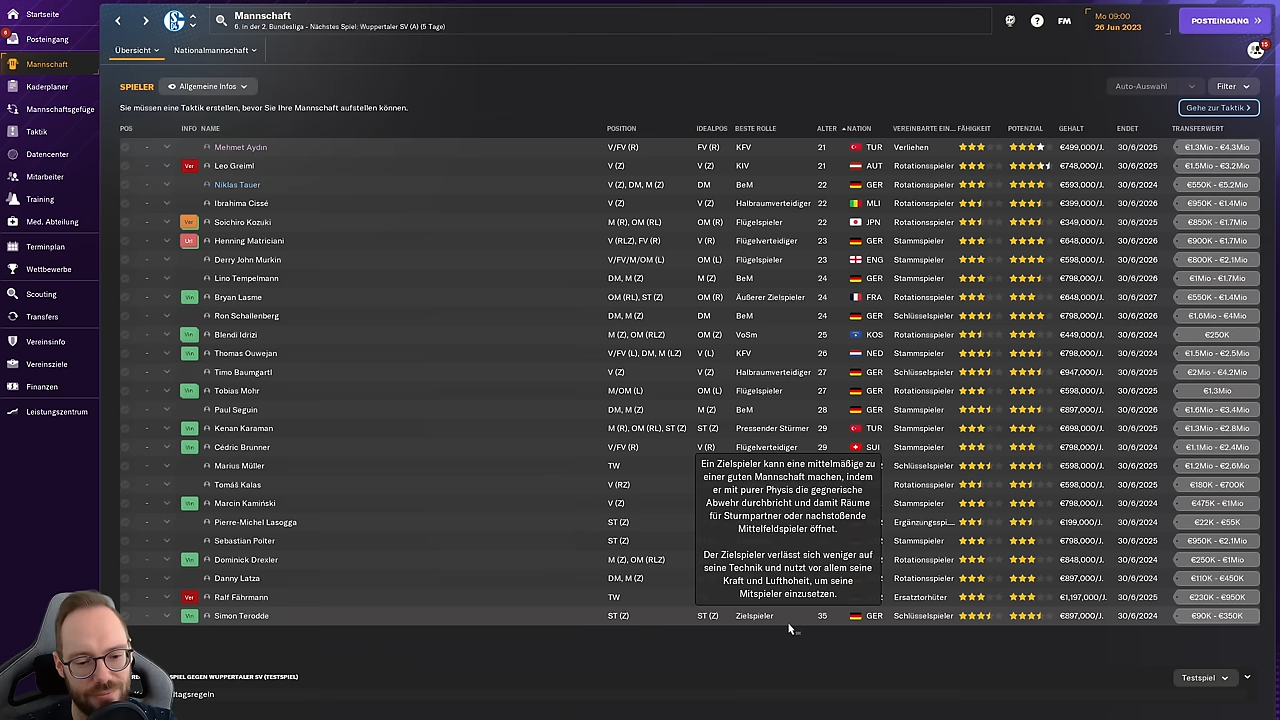 Startseite
6
Posteingang
Mannschaft
Kaderplaner
Mannschaftsgefüge
Taktik
Datencenter
Mitarbeiter
Training
Med. Abteilung
Terminplan
Wettbewerbe
Scouting
Transfers
Vereinsinfo
Vereinsziele
Finanzen
Leistungszentrum
Mannschaft
6. in der 2. Bundesliga - Nächstes Spiel: Wuppertaler SV (A) (5 Tage)
FM
Mo 09:00
26 Jun 2023
POSTEINGANG
Übersicht
Nationalmannschaft
15
SPIELER
Allgemeine Infos
Auto-Auswahl
Filter
Sie müssen eine Taktik erstellen, bevor Sie Ihre Mannschaft aufstellen können.
Gehe zur Taktik
POS INFO NAME POSITION IDEALPOS BESTE ROLLE ALTER NATION VEREINBARTE EIN... FÄHIGKEIT POTENZIAL GEHALT ENDET TRANSFERWERT
- Mehmet Aydın V/FV (R) FV (R) KFV 21 TUR Verliehen €499,000/J. 30/6/2025 €1.3Mio - €4.3Mio
- Ver Leo Greiml V (Z) V (Z) KIV 21 AUT Rotationsspieler €748,000/J. 30/6/2025 €1.5Mio - €3.2Mio
- Niklas Tauer V (Z), DM, M (Z) DM BeM 22 GER Rotationsspieler €593,000/J. 30/6/2024 €550K - €5.2Mio
- Ibrahima Cissé V (Z) V (Z) Halbraumverteidiger 22 MLI Rotationsspieler €399,000/J. 30/6/2026 €950K - €1.4Mio
- Ver Soichiro Kozuki M (R), OM (RL) OM (R) Flügelspieler 22 JPN Rotationsspieler €349,000/J. 30/6/2025 €850K - €1.7Mio
- Url Henning Matriciani V (RLZ), FV (R) V (R) Flügelverteidiger 23 GER Stammspieler €648,000/J. 30/6/2026 €900K - €1.7Mio
- Derry John Murkin V/FV/M/OM (L) OM (L) Flügelspieler 23 ENG Stammspieler €598,000/J. 30/6/2026 €800K - €2.1Mio
- Lino Tempelmann DM, M (Z) M (Z) BeM 24 GER Stammspieler €798,000/J. 30/6/2026 €1Mio - €1.7Mio
- Vin Bryan Lasme OM (RL), ST (Z) OM (R) Äußerer Zielspieler 24 FRA Rotationsspieler €648,000/J. 30/6/2027 €550K - €1.4Mio
- Ron Schallenberg DM, M (Z) DM BeM 24 GER Schlüsselspieler €798,000/J. 30/6/2026 €1.6Mio - €4Mio
- Vin Blendi Idrizi M (Z), OM (RLZ) OM (Z) VoSm 25 KOS Rotationsspieler €449,000/J. 30/6/2025 €250K
- Vin Thomas Ouwejan V/FV (L), DM, M (LZ) V (L) KFV 26 NED Stammspieler €798,000/J. 30/6/2024 €1.5Mio - €2.5Mio
- Timo Baumgartl V (Z) V (Z) Halbraumverteidiger 27 GER Schlüsselspieler €947,000/J. 30/6/2025 €2Mio - €4.2Mio
- Vin Tobias Mohr M/OM (L) OM (L) Flügelspieler 27 GER Rotationsspieler €598,000/J. 30/6/2025 €1.3Mio
- Paul Seguin DM, M (Z) M (Z) BeM 28 GER Stammspieler €897,000/J. 30/6/2026 €1.6Mio - €3.4Mio
- Vin Kenan Karaman M (R), OM (RL), ST (Z) ST (Z) Pressender Stürmer 29 TUR Stammspieler €698,000/J. 30/6/2025 €1.3Mio - €2.8Mio
- Vin Cédric Brunner V/FV (R) V (R) Flügelverteidiger 29 SUI Stammspieler €798,000/J. 30/6/2024 €1.1Mio - €2.4Mio
- Marius Müller TW Schlüsselspieler €598,000/J. 30/6/2025 €1.2Mio - €2.6Mio
- Tomáš Kalas V (RZ) Rotationsspieler €598,000/J. 30/6/2025 €180K - €700K
- Vin Marcin Kamiński V (Z) Stammspieler €798,000/J. 30/6/2024 €475K - €1Mio
- Pierre-Michel Lasogga ST (Z) Ergänzungsspi... €199,000/J. 30/6/2024 €22K - €55K
- Sebastian Polter ST (Z) Stammspieler €798,000/J. 30/6/2025 €950K - €2.1Mio
- Vin Dominick Drexler M (Z), OM (RLZ) Rotationsspieler €848,000/J. 30/6/2024 €250K - €1Mio
- Danny Latza DM, M (Z) Rotationsspieler €897,000/J. 30/6/2024 €110K - €450K
- Ver Ralf Fährmann TW Ersatztorhüter €1,197,000/J. 30/6/2025 €230K - €950K
- Vin Simon Terodde ST (Z) ST (Z) Zielspieler 35 GER Schlüsselspieler €897,000/J. 30/6/2024 €90K - €350K
Ein Zielspieler kann eine mittelmäßige zu
einer guten Mannschaft machen, indem
er mit purer Physis die gegnerische
Abwehr durchbricht und damit Räume
für Sturmpartner oder nachstoßende
Mittelfeldspieler öffnet.
Der Zielspieler verlässt sich weniger auf
seine Technik und nutzt vor allem seine
Kraft und Lufthoheit, um seine
Mitspieler einzusetzen.
SPIEL GEGEN WUPPERTALER SV (TESTSPIEL)
Testspiel
ltagsregeln